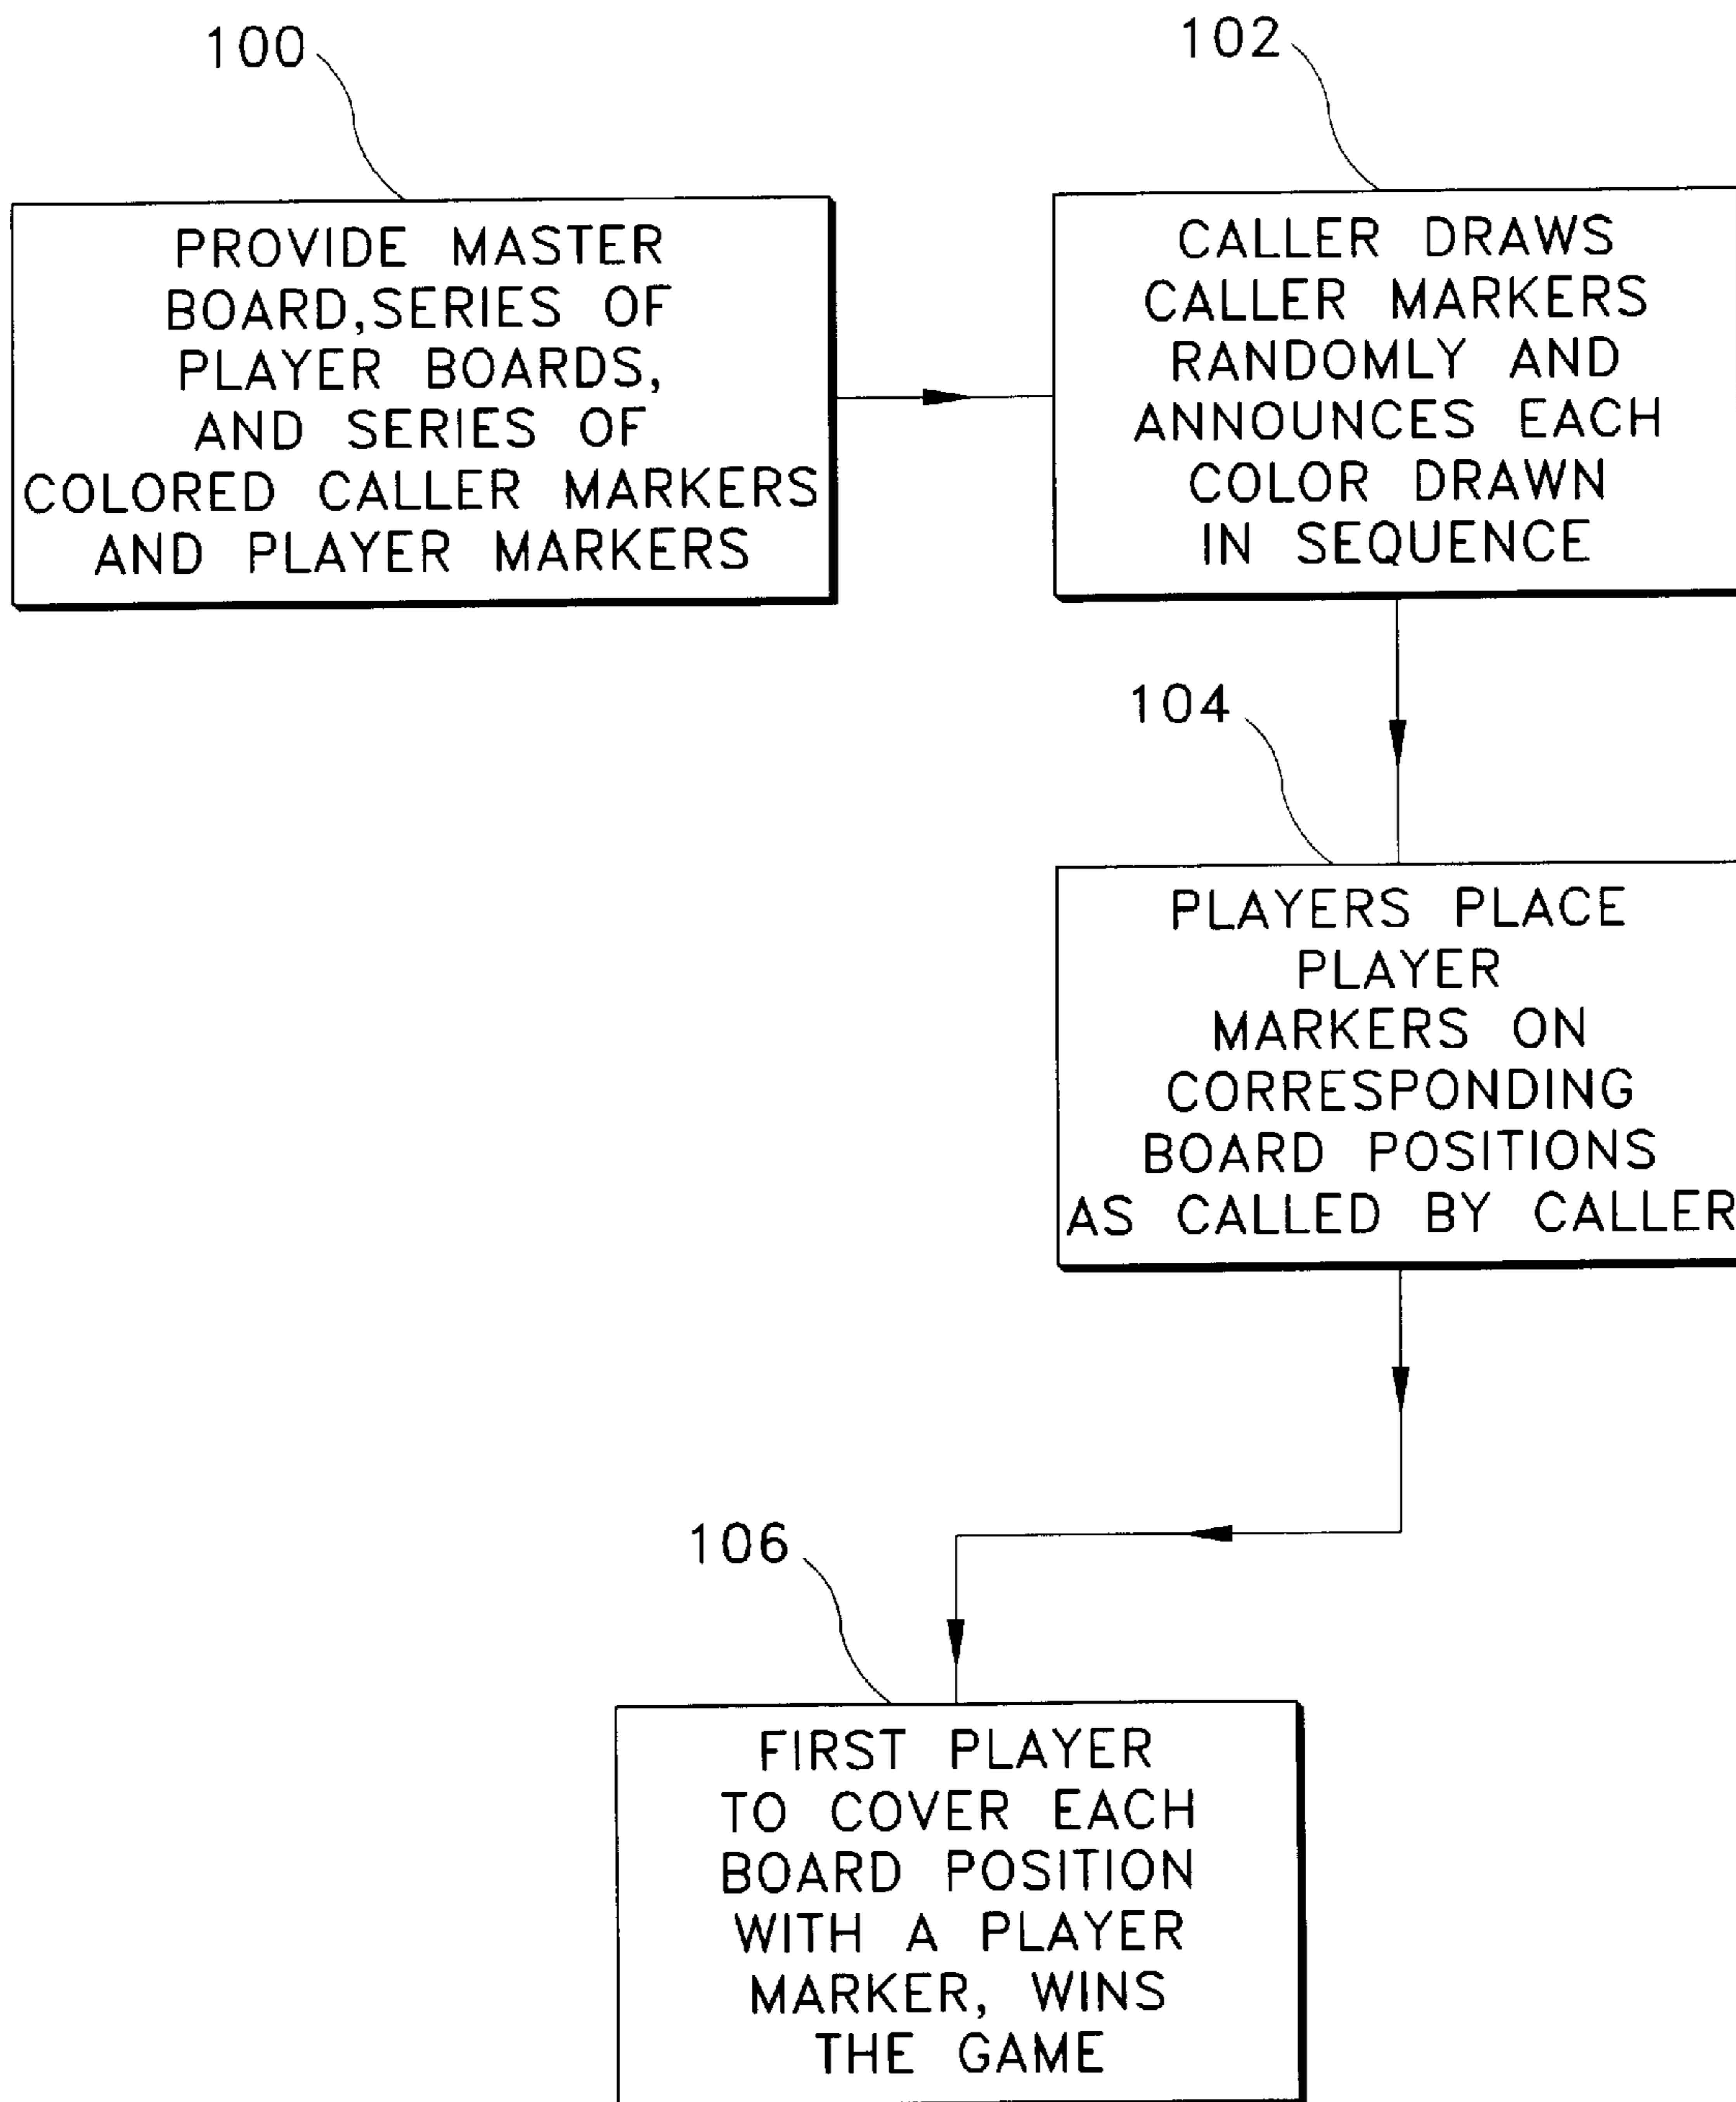 100
PROVIDE MASTER
BOARD,SERIES OF
PLAYER BOARDS,
AND SERIES OF
COLORED CALLER MARKERS
AND PLAYER MARKERS
102
CALLER DRAWS
CALLER MARKERS
RANDOMLY AND
ANNOUNCES EACH
COLOR DRAWN
IN SEQUENCE
104
PLAYERS PLACE
PLAYER
MARKERS ON
CORRESPONDING
BOARD POSITIONS
AS CALLED BY CALLER
106
FIRST PLAYER
TO COVER EACH
BOARD POSITION
WITH A PLAYER
MARKER, WINS
THE GAME